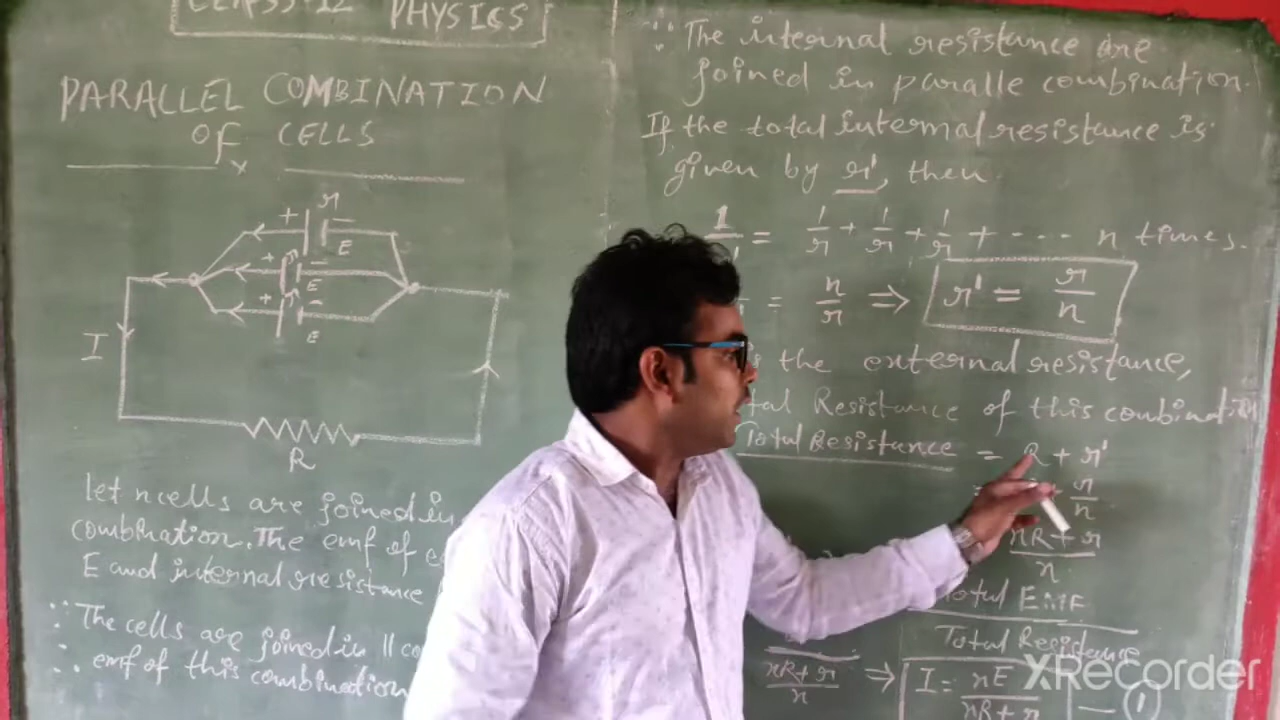 CLASS-12 PHYSICS
PARALLEL COMBINATION
OF CELLS
x
+ r −
E
+ r −
E
+ r −
E
I
R
let n cells are joined in
combination. The emf of
E and internal resistance
∵ The cells are joined in ||
∴ emf of this combination
∵ The internal resistance are
joined in paralle combination.
If the total internal resistance is
given by r', then
1/ = 1/r + 1/r + 1/r + ---- n times.
= n/r ⇒ r' = r/n
the external resistance,
Resistance of this combination
Total Resistance = R + r'
= r/n
nR+r/n
Total EMF
Total Resistance
nR+r/n ⇒ I = nE/nR+r — 1
XRecorder